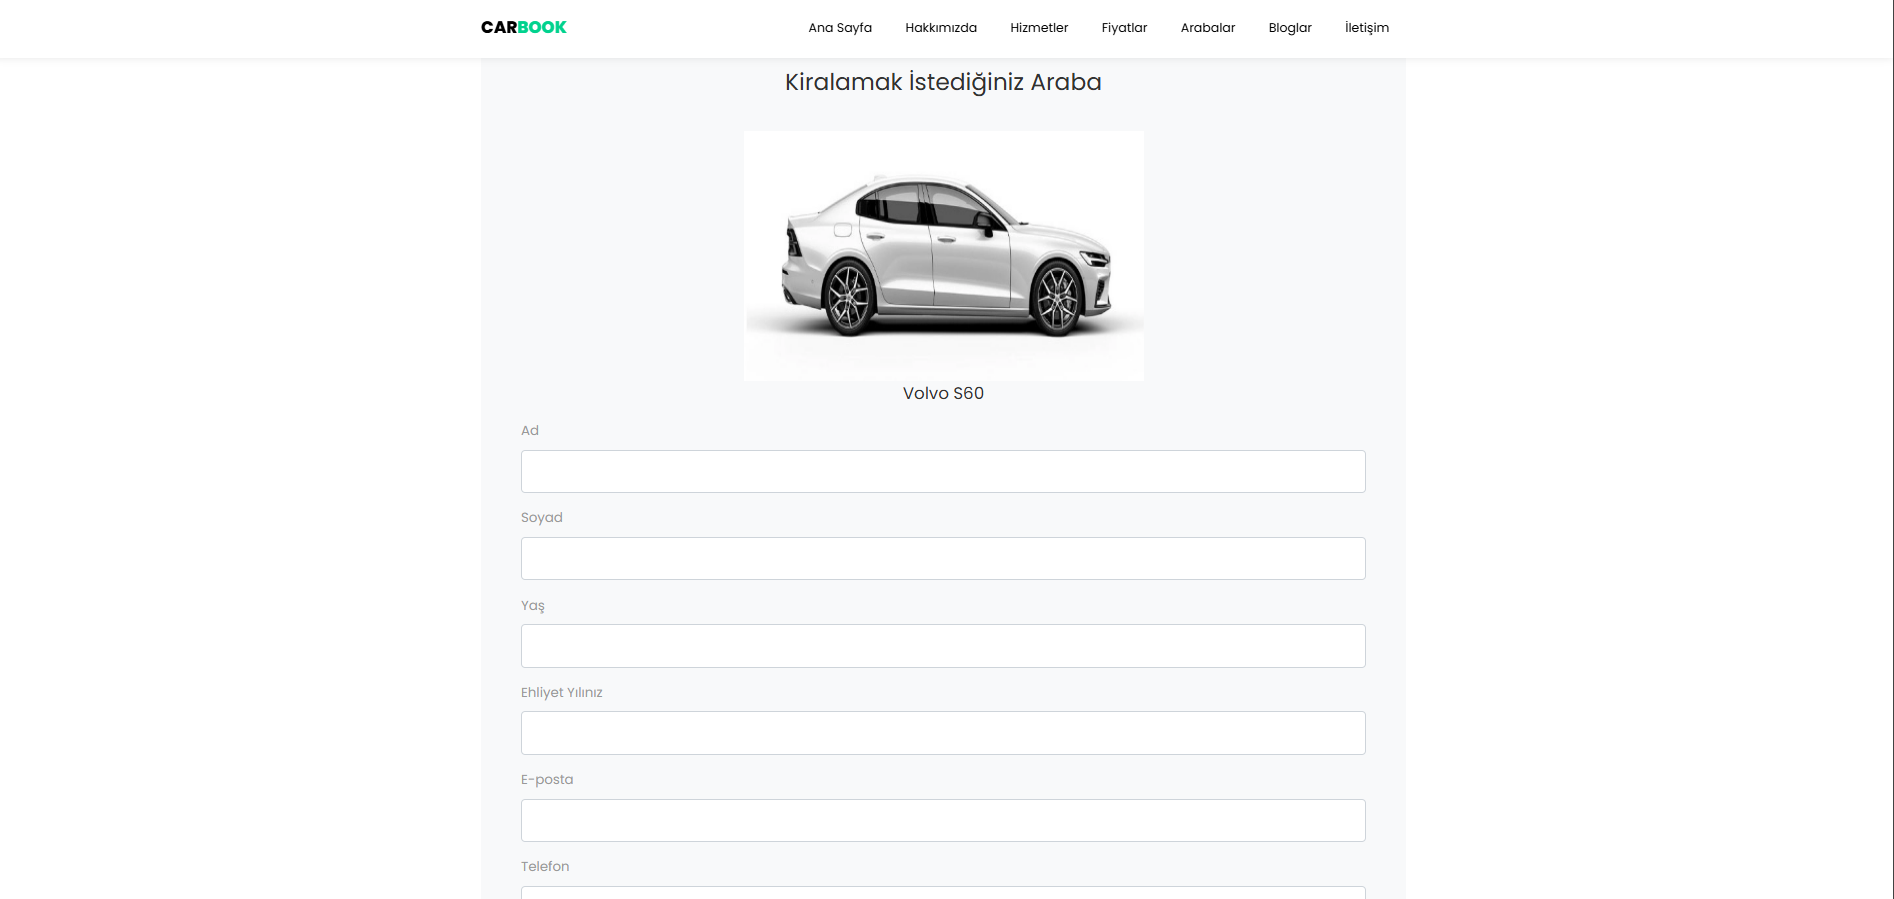 CARBOOK Ana Sayfa Hakkımızda Hizmetler Fiyatlar Arabalar Bloglar İletişim
Kiralamak İstediğiniz Araba
Volvo S60
Ad
Soyad
Yaş
Ehliyet Yılınız
E-posta
Telefon